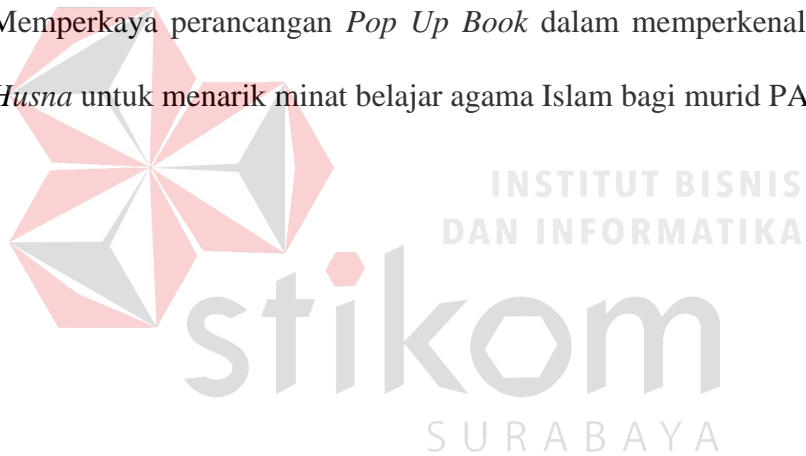 Memperkaya perancangan Pop Up Book dalam memperkenal
Husna untuk menarik minat belajar agama Islam bagi murid PA
INSTITUT BISNIS
DAN INFORMATIKA
stikom
SURABAYA